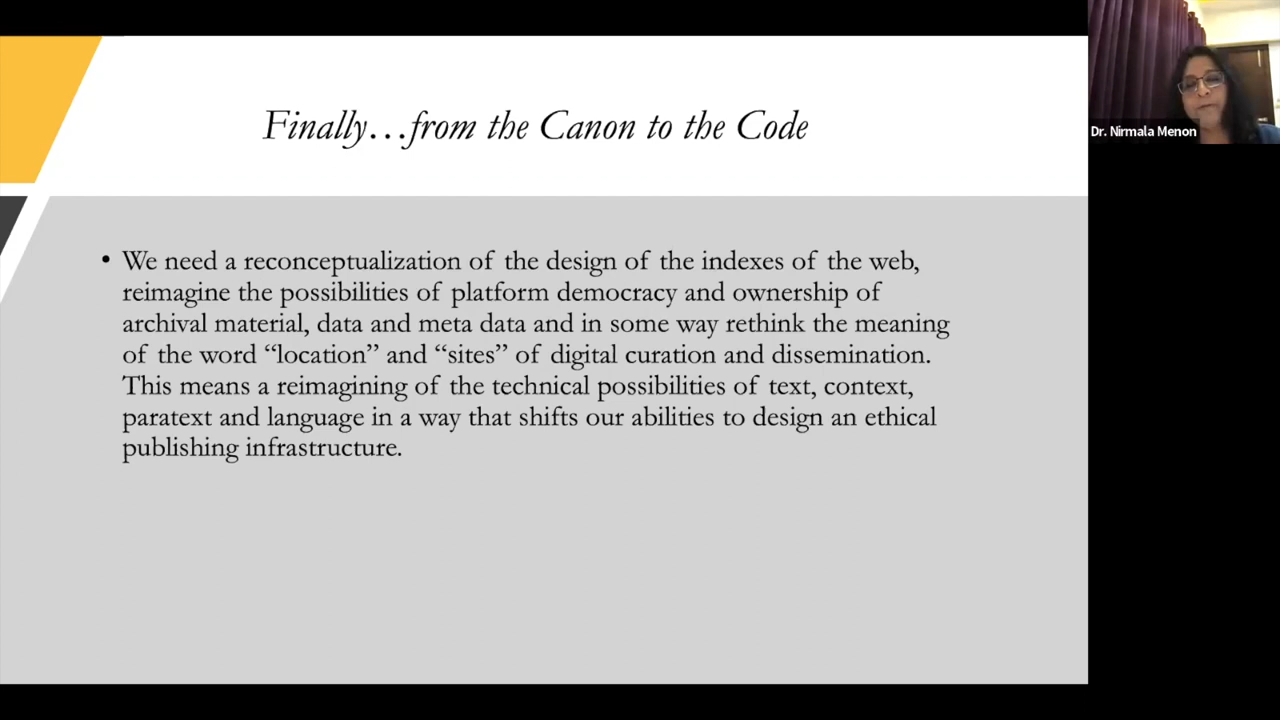 Finally…from the Canon to the Code
• We need a reconceptualization of the design of the indexes of the web,
reimagine the possibilities of platform democracy and ownership of
archival material, data and meta data and in some way rethink the meaning
of the word “location” and “sites” of digital curation and dissemination.
This means a reimagining of the technical possibilities of text, context,
paratext and language in a way that shifts our abilities to design an ethical
publishing infrastructure.
Dr. Nirmala Menon